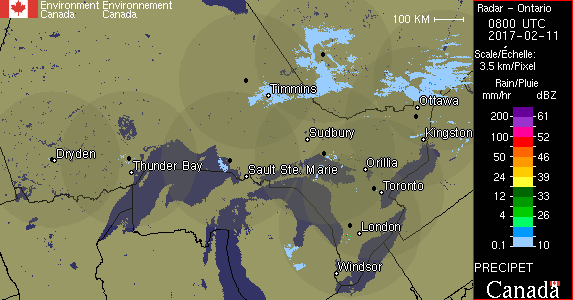 Environment Environnement
Canada Canada
100 KM
Timmins
Ottawa
Sudbury
Kingston
Dryden
Thunder Bay
Sault Ste. Marie
Orillia
Toronto
London
Windsor
Radar - Ontario
0800 UTC
2017-02-11
Scale/Échelle:
3.5 km/Pixel
Rain/Pluie
mm/hr dBZ
200 61
100 52
50 46
24 39
12 33
4 26
0.1 10
PRECIPET
Canada